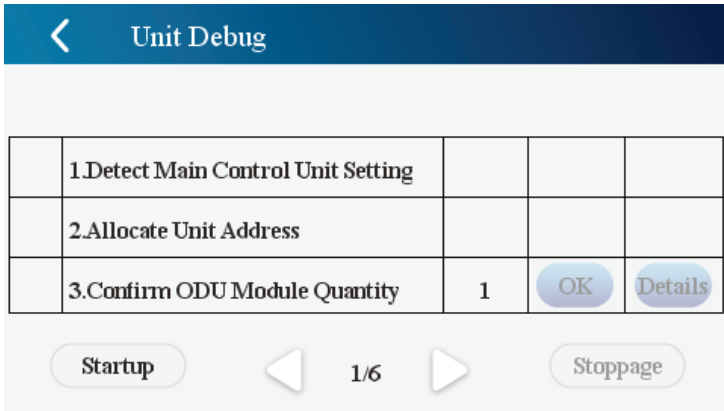 Unit Debug
1.Detect Main Control Unit Setting
2.Allocate Unit Address
3.Confirm ODU Module Quantity 1 OK Details
Startup 1/6 Stoppage